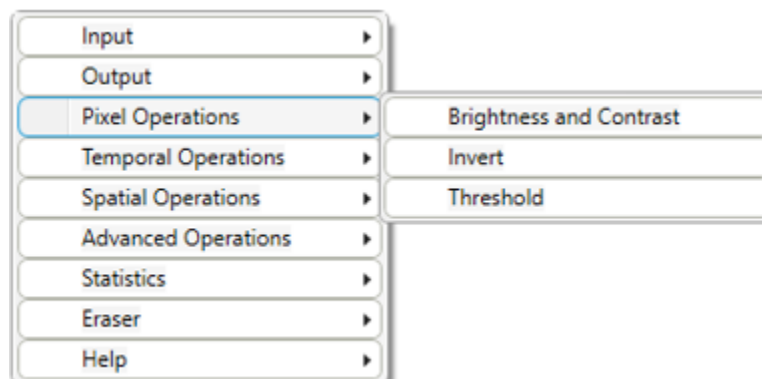 Input
Output
Pixel Operations
Brightness and Contrast
Temporal Operations
Invert
Spatial Operations
Threshold
Advanced Operations
Statistics
Eraser
Help